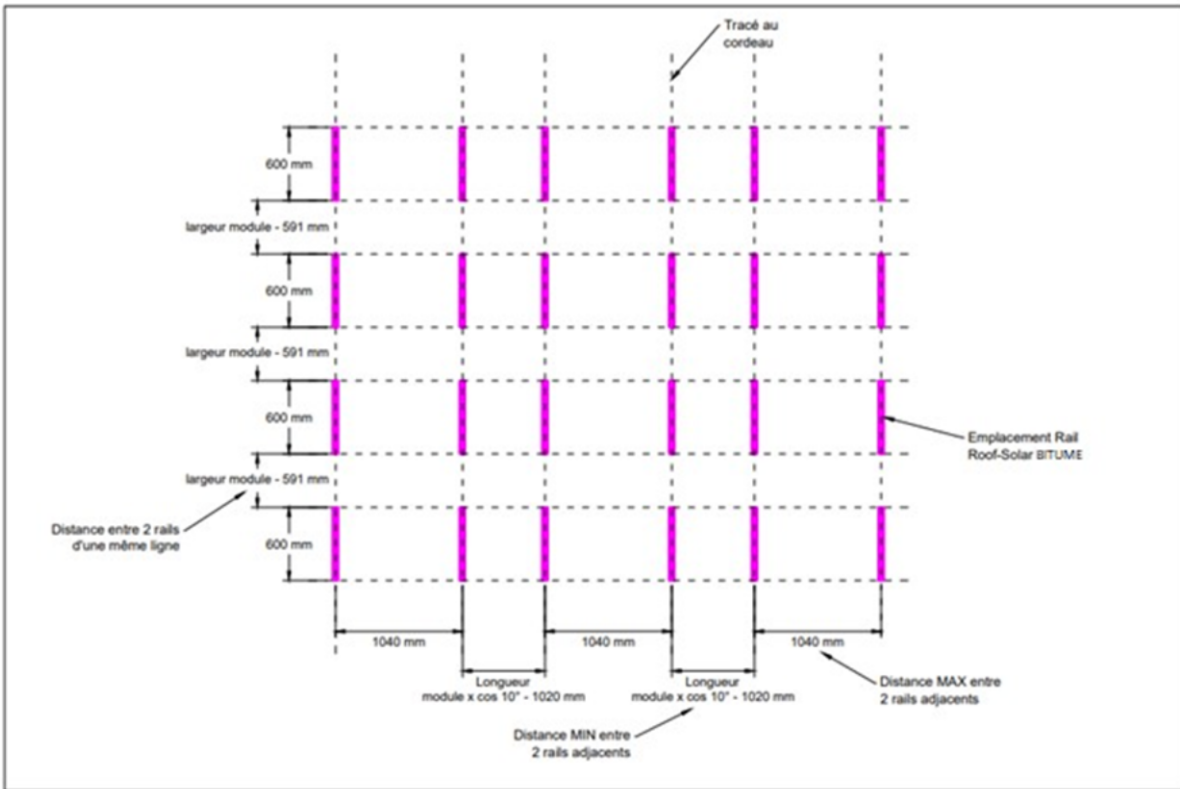 Tracé au
cordeau
600 mm
largeur module - 591 mm
600 mm
largeur module - 591 mm
600 mm
Emplacement Rail
Roof-Solar BITUME
largeur module - 591 mm
Distance entre 2 rails
d'une même ligne
600 mm
1040 mm
1040 mm
1040 mm
Longueur
module x cos 10° - 1020 mm
Longueur
module x cos 10° - 1020 mm
Distance MAX entre
2 rails adjacents
Distance MIN entre
2 rails adjacents